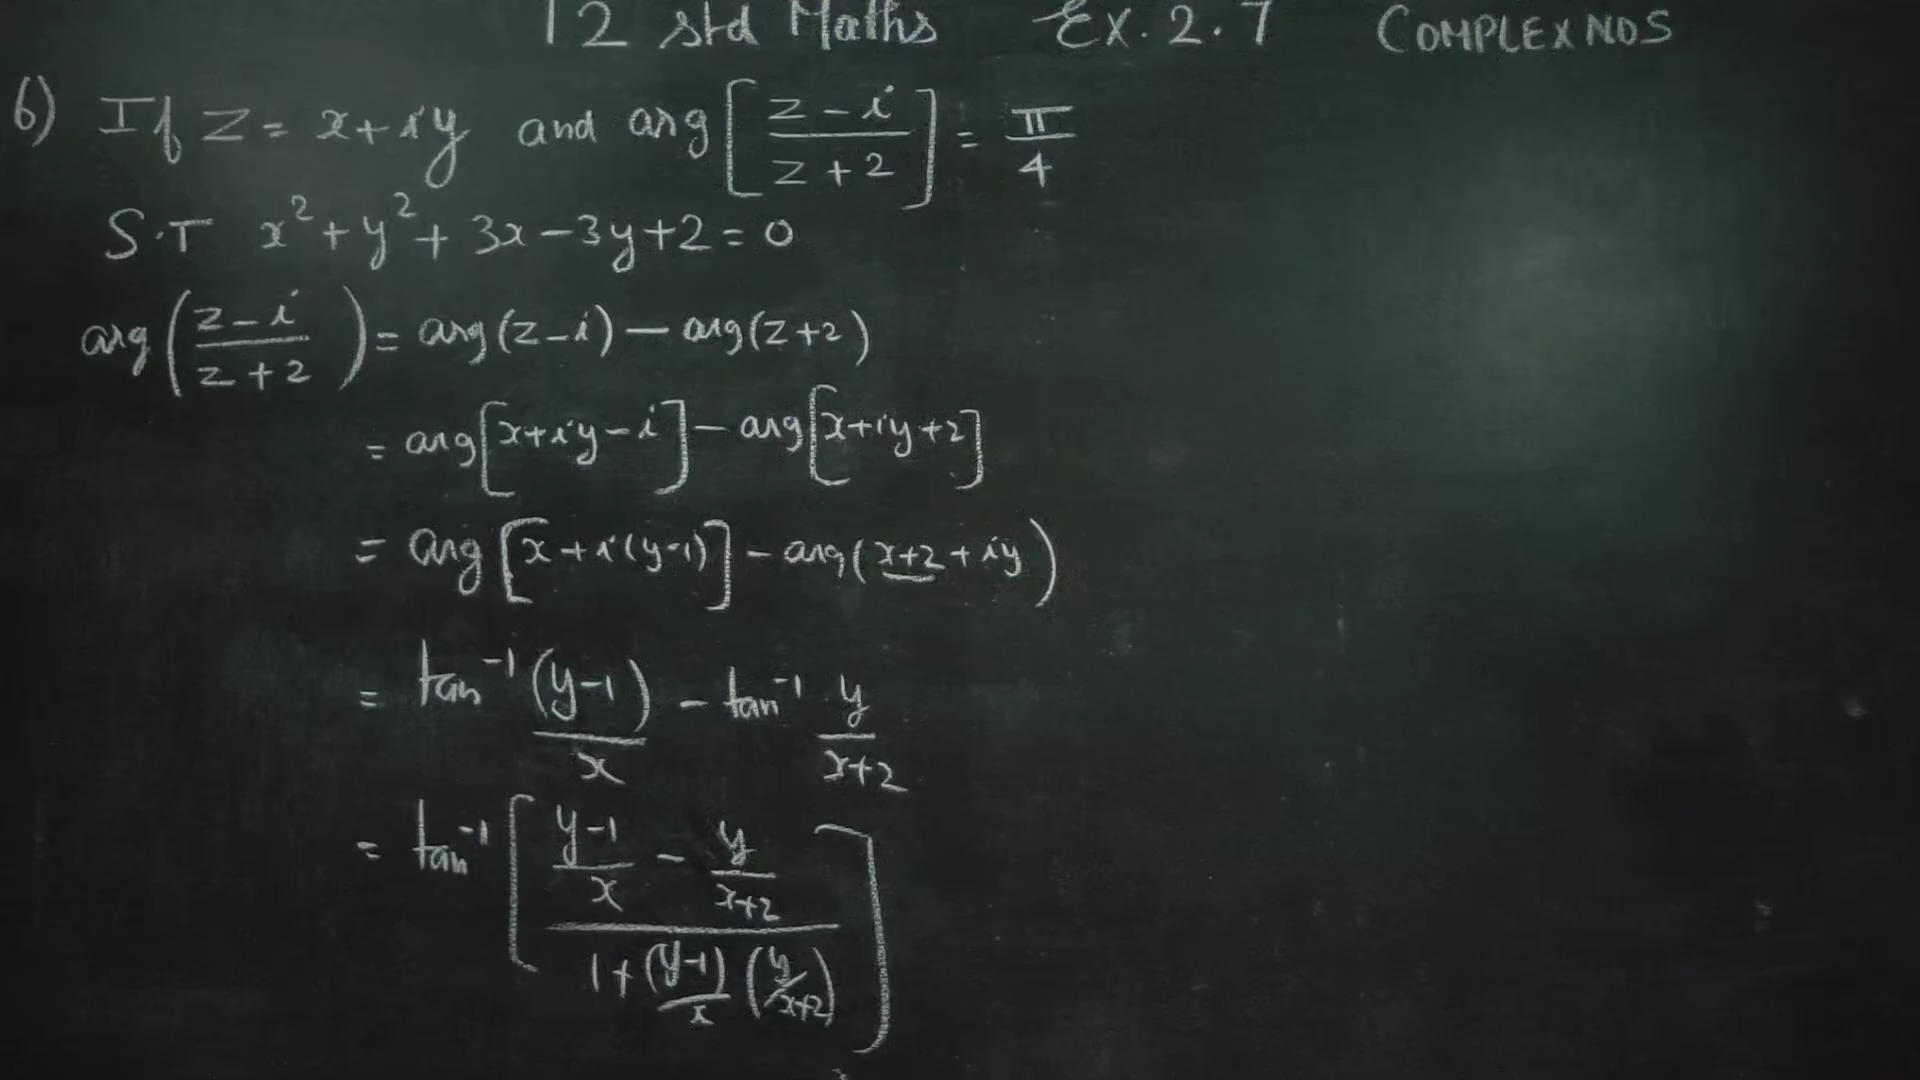 12 std Maths Ex. 2.7 COMPLEX NOS
6) If z = x+iy and arg[(z-i)/(z+2)] = π/4
S.T x²+y²+3x-3y+2=0
arg((z-i)/(z+2)) = arg(z-i) - arg(z+2)
= arg[x+iy-i] - arg[x+iy+2]
= arg[x+i(y-1)] - arg(x+2+iy)
= tan⁻¹ (y-1)/x - tan⁻¹ y/(x+2)
= tan⁻¹[((y-1)/x - y/(x+2))/(1+((y-1)/x)(y/(x+2)))]